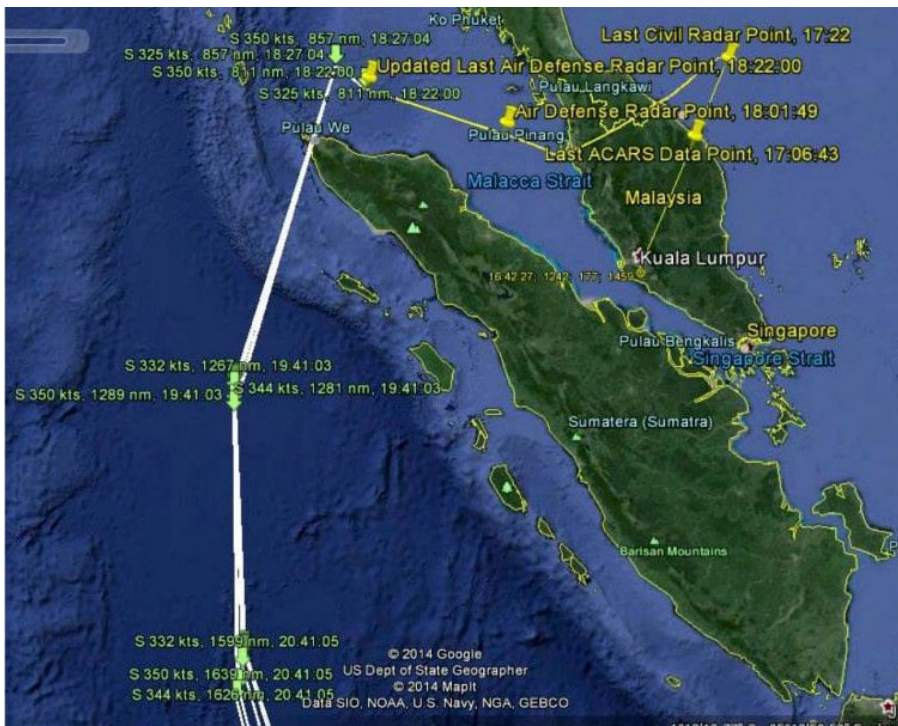 Ko Phuket
S 350 kts, 857 nm, 18:27:04
S 325 kts, 857 nm, 18:27:04
S 350 kts, 811 nm, 18:22:00
S 325 kts, 811 nm, 18:22:00
Last Civil Radar Point, 17:22
Updated Last Air Defense Radar Point, 18:22:00
Pulau Langkawi
Air Defense Radar Point, 18:01:49
Pulau We
Pulau Pinang
Last ACARS Data Point, 17:06:43
Malacca Strait
Malaysia
Kuala Lumpur
16:42:27, 1242, 177, 1459
Singapore
Pulau Bengkalis
Singapore Strait
S 332 kts, 1267 nm, 19:41:03
S 350 kts, 1289 nm, 19:41:03
S 344 kts, 1281 nm, 19:41:03
Sumatera (Sumatra)
Barisan Mountains
S 332 kts, 1599 nm, 20.41.05
S 350 kts, 1639 nm, 20:41:05
S 344 kts, 1626 nm, 20.41.05
© 2014 Google
US Dept of State Geographer
© 2014 MapIt
Data SIO, NOAA, U.S. Navy, NGA, GEBCO